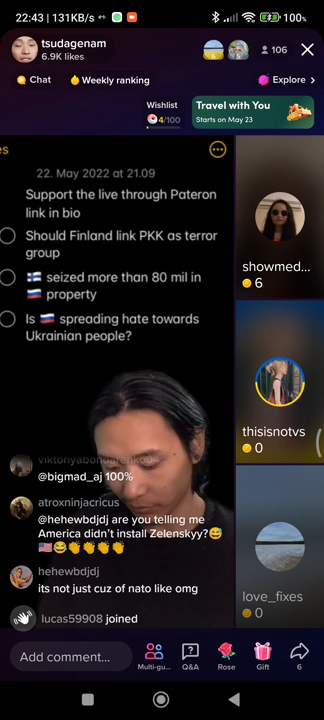 22:43 | 131KB/s
100%
tsudagenam
6.9K likes
106
Chat
Weekly ranking
Explore >
Wishlist
4/100
Travel with You
Starts on May 23
es
22. May 2022 at 21.09
Support the live through Pateron
link in bio
Should Finland link PKK as terror
group
🇫🇮 seized more than 80 mil in
🇷🇺 property
Is 🇷🇺 spreading hate towards
Ukrainian people?
showmed...
6
thisisnotvs
0
love_fixes
0
@bigmad_aj 100%
atroxninjacricus
@hehewbdjdj are you telling me
America didn't install Zelenskyy?😅
🇺🇸😂👏👏👏👏
hehewbdjdj
its not just cuz of nato like omg
lucas59908 joined
Add comment...
Multi-gu...
Q&A
Rose
Gift
6